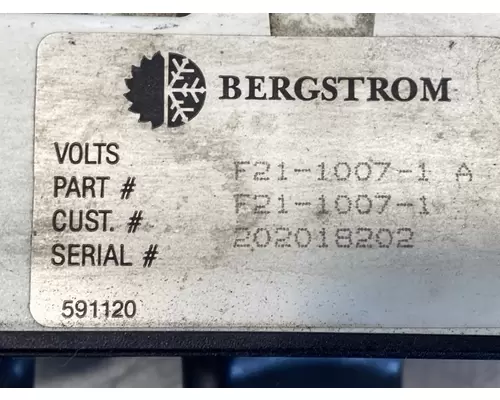 BERGSTROM
VOLTS
PART # F21-1007-1 A
CUST. # F21-1007-1
SERIAL # 202018202
591120